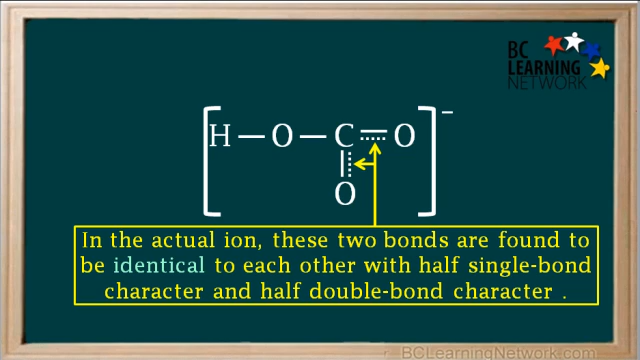 BC
LEARNING
NETWORK
[H — O — C = O]⁻
O
In the actual ion, these two bonds are found to
be identical to each other with half single-bond
character and half double-bond character .
BCLearningNetwork.com